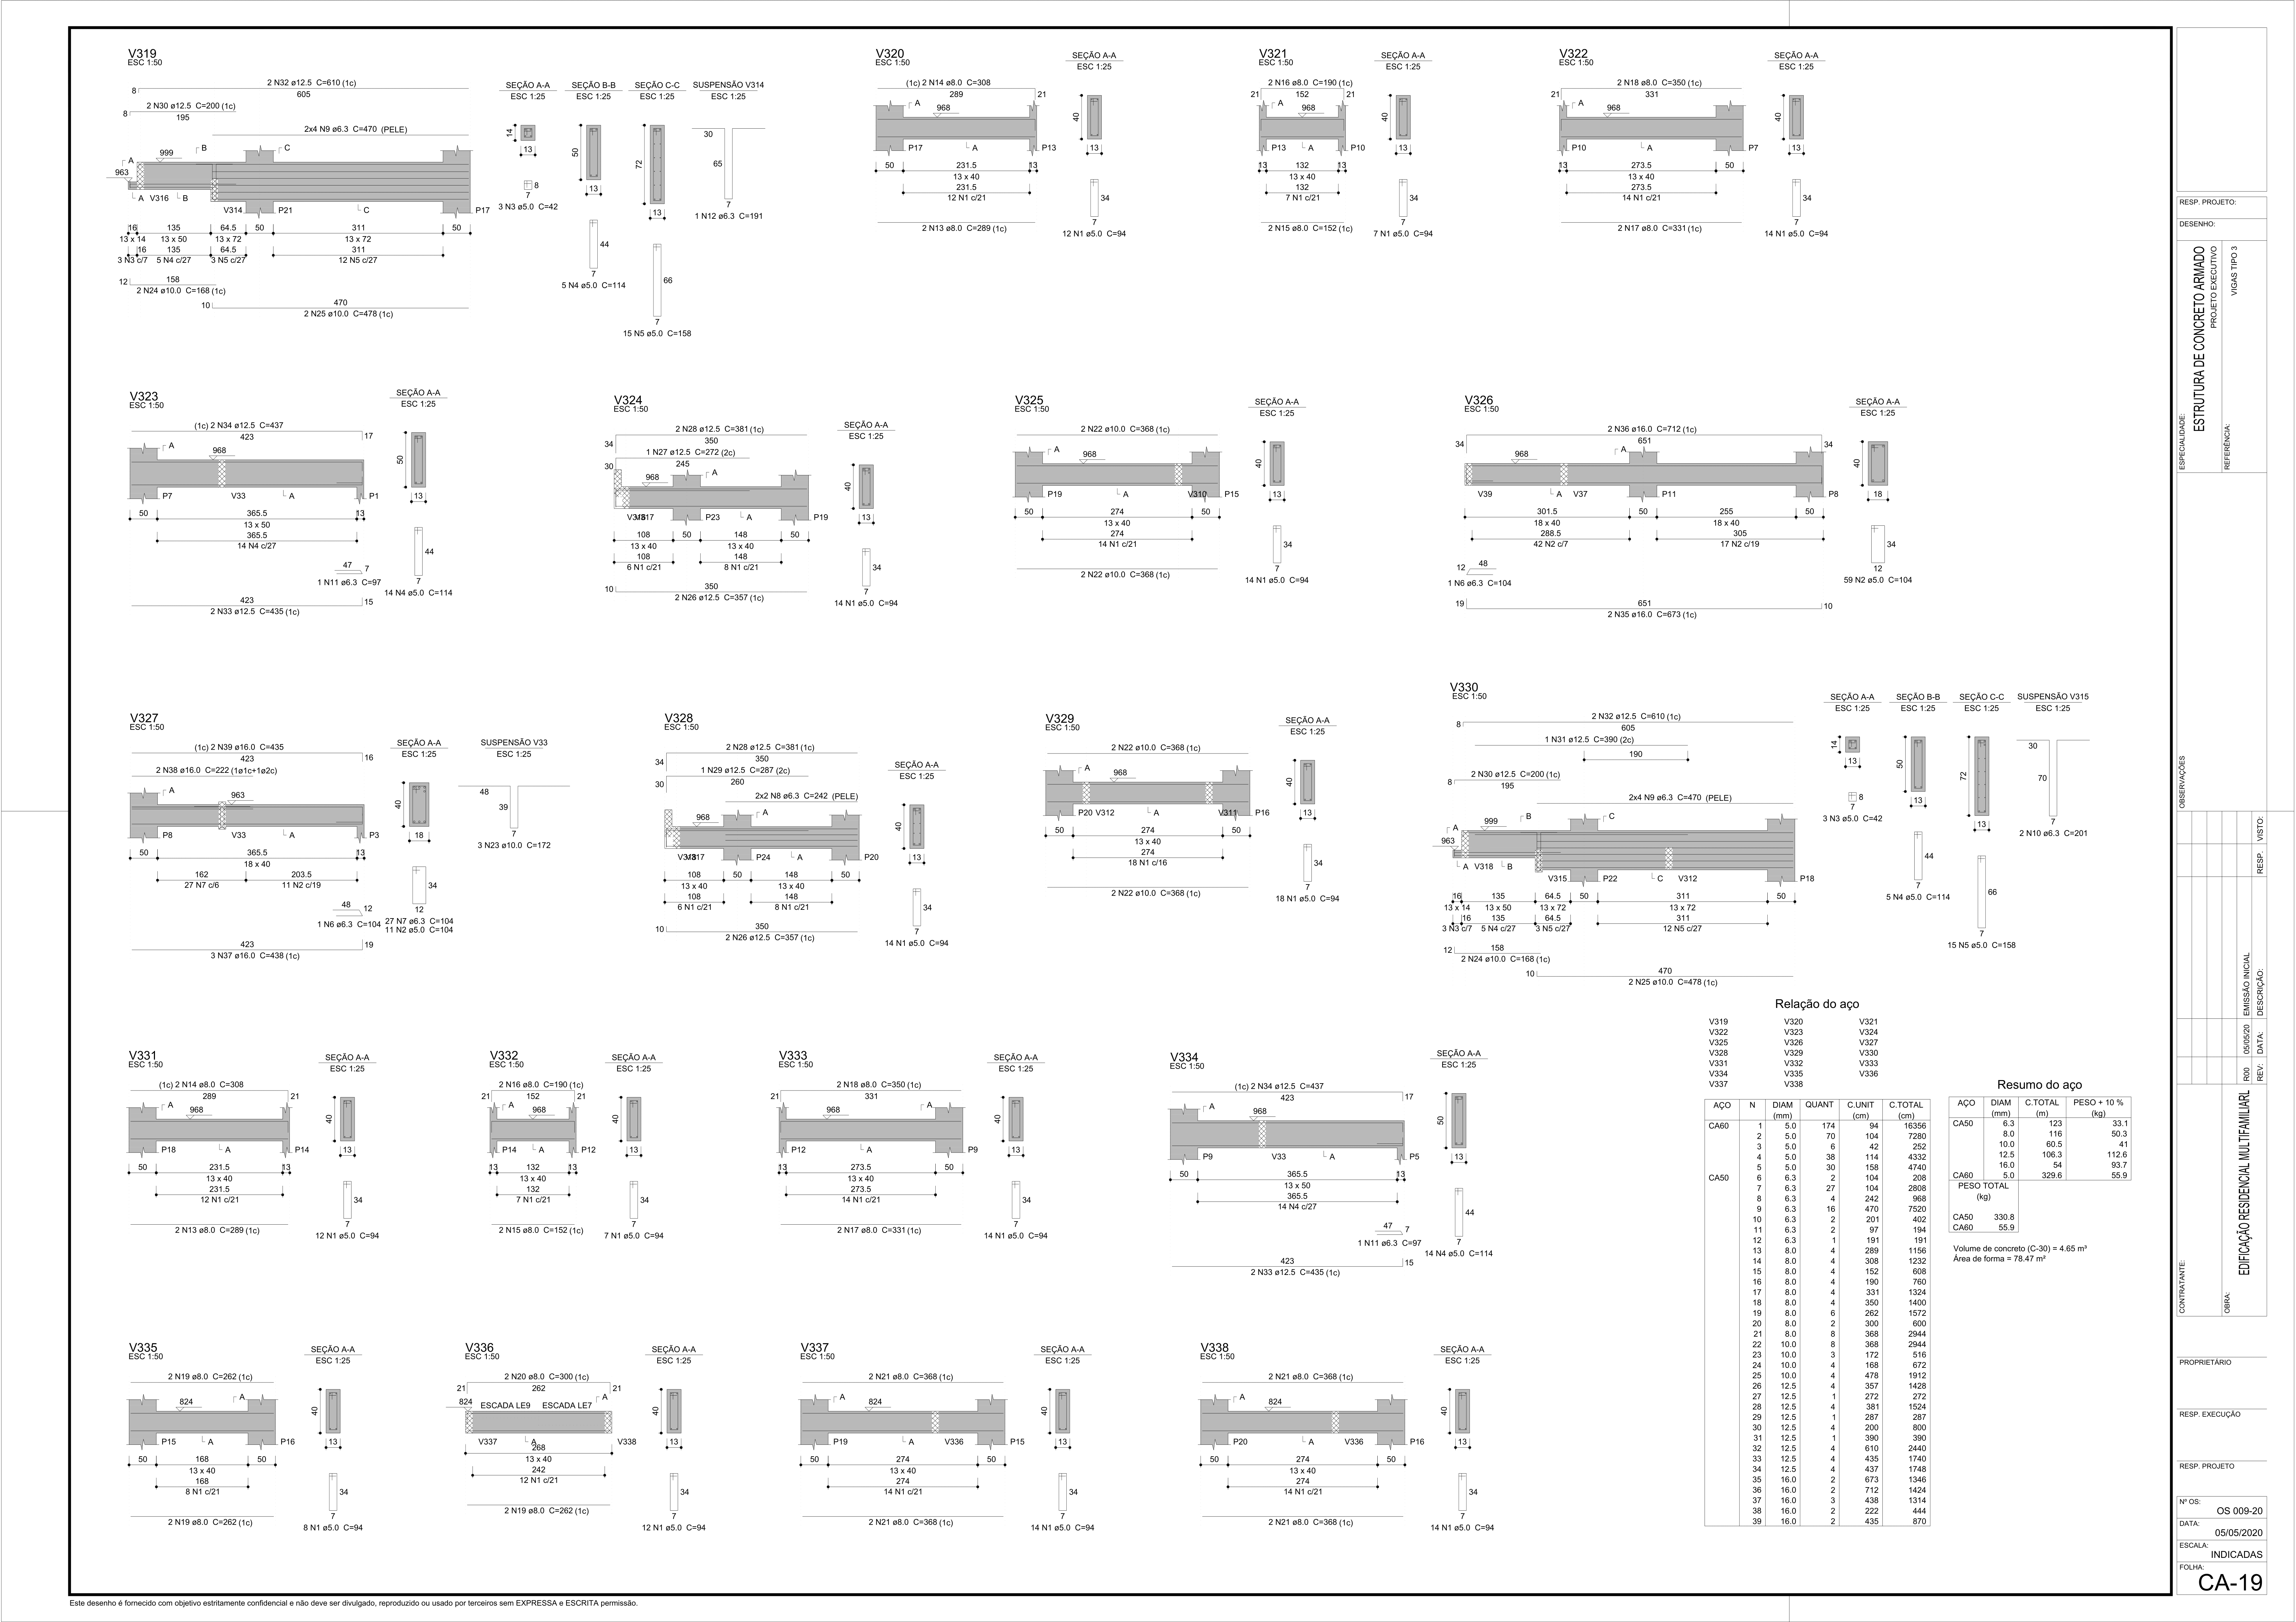 V319
ESC 1:50
2 N32 ø12.5 C=610 (1c)
8
605
2 N30 ø12.5 C=200 (1c)
8
195
2x4 N9 ø6.3 C=470 (PELE)
A
B
C
999
963
A V316 B
V314
P21
C
P17
16 135 64.5 50 311 50
13 x 14 13 x 50 13 x 72 13 x 72
16 135 64.5 311
3 N3 c/7 5 N4 c/27 3 N5 c/27 12 N5 c/27
12
158
2 N24 ø10.0 C=168 (1c)
10
470
2 N25 ø10.0 C=478 (1c)
SEÇÃO A-A
ESC 1:25
14
13
8
7
3 N3 ø5.0 C=42
SEÇÃO B-B
ESC 1:25
50
13
44
7
5 N4 ø5.0 C=114
SEÇÃO C-C
ESC 1:25
72
13
66
7
15 N5 ø5.0 C=158
SUSPENSÃO V314
ESC 1:25
30
65
7
1 N12 ø6.3 C=191
V320
ESC 1:50
(1c) 2 N14 ø8.0 C=308
289
21
A
968
P17
A
P13
50 231.5 13
13 x 40
231.5
12 N1 c/21
2 N13 ø8.0 C=289 (1c)
SEÇÃO A-A
ESC 1:25
40
13
34
7
12 N1 ø5.0 C=94
V321
ESC 1:50
2 N16 ø8.0 C=190 (1c)
21
152
21
A
968
P13
A
P10
13 132 13
13 x 40
132
7 N1 c/21
2 N15 ø8.0 C=152 (1c)
SEÇÃO A-A
ESC 1:25
40
13
34
7
7 N1 ø5.0 C=94
V322
ESC 1:50
2 N18 ø8.0 C=350 (1c)
21
331
A
968
P10
A
P7
13 273.5 50
13 x 40
273.5
14 N1 c/21
2 N17 ø8.0 C=331 (1c)
SEÇÃO A-A
ESC 1:25
40
13
34
7
14 N1 ø5.0 C=94
V323
ESC 1:50
(1c) 2 N34 ø12.5 C=437
423
17
A
968
P7
V33
A
P1
50 365.5 13
13 x 50
365.5
14 N4 c/27
47
7
1 N11 ø6.3 C=97
423
15
2 N33 ø12.5 C=435 (1c)
SEÇÃO A-A
ESC 1:25
50
13
44
7
14 N4 ø5.0 C=114
V324
ESC 1:50
2 N28 ø12.5 C=381 (1c)
34
350
1 N27 ø12.5 C=272 (2c)
30
245
A
968
V318 V317
P23
A
P19
108 50 148 50
13 x 40 13 x 40
108 148
6 N1 c/21 8 N1 c/21
10
350
2 N26 ø12.5 C=357 (1c)
SEÇÃO A-A
ESC 1:25
40
13
34
7
14 N1 ø5.0 C=94
V325
ESC 1:50
2 N22 ø10.0 C=368 (1c)
A
968
P19
A
V310
P15
50 274 50
13 x 40
274
14 N1 c/21
2 N22 ø10.0 C=368 (1c)
SEÇÃO A-A
ESC 1:25
40
13
34
7
14 N1 ø5.0 C=94
V326
ESC 1:50
2 N36 ø16.0 C=712 (1c)
34
651
34
968
A
V39
A
V37
P11
P8
301.5 50 255 50
18 x 40 18 x 40
288.5 305
42 N2 c/7 17 N2 c/19
12
48
1 N6 ø6.3 C=104
19
651
10
2 N35 ø16.0 C=673 (1c)
SEÇÃO A-A
ESC 1:25
40
18
34
12
59 N2 ø5.0 C=104
V327
ESC 1:50
(1c) 2 N39 ø16.0 C=435
423
16
2 N38 ø16.0 C=222 (1ø1c+1ø2c)
A
963
P8
V33
A
P3
50 365.5 13
18 x 40
162 203.5
27 N7 c/6 11 N2 c/19
48
12
1 N6 ø6.3 C=104
423
19
3 N37 ø16.0 C=438 (1c)
SEÇÃO A-A
ESC 1:25
40
18
34
12
27 N7 ø6.3 C=104
11 N2 ø5.0 C=104
SUSPENSÃO V33
ESC 1:25
48
39
7
3 N23 ø10.0 C=172
V328
ESC 1:50
2 N28 ø12.5 C=381 (1c)
34
350
1 N29 ø12.5 C=287 (2c)
30
260
2x2 N8 ø6.3 C=242 (PELE)
A
968
V318 V317
P24
A
P20
108 50 148 50
13 x 40 13 x 40
108 148
6 N1 c/21 8 N1 c/21
10
350
2 N26 ø12.5 C=357 (1c)
SEÇÃO A-A
ESC 1:25
40
13
34
7
14 N1 ø5.0 C=94
V329
ESC 1:50
2 N22 ø10.0 C=368 (1c)
A
968
P20 V312
A
V311
P16
50 274 50
13 x 40
274
18 N1 c/16
2 N22 ø10.0 C=368 (1c)
SEÇÃO A-A
ESC 1:25
40
13
34
7
18 N1 ø5.0 C=94
V330
ESC 1:50
2 N32 ø12.5 C=610 (1c)
8
605
1 N31 ø12.5 C=390 (2c)
190
2 N30 ø12.5 C=200 (1c)
8
195
2x4 N9 ø6.3 C=470 (PELE)
A
B
C
999
963
A V318 B
V315
P22
C
V312
P18
16 135 64.5 50 311 50
13 x 14 13 x 50 13 x 72 13 x 72
16 135 64.5 311
3 N3 c/7 5 N4 c/27 3 N5 c/27 12 N5 c/27
12
158
2 N24 ø10.0 C=168 (1c)
10
470
2 N25 ø10.0 C=478 (1c)
SEÇÃO A-A
ESC 1:25
14
13
8
7
3 N3 ø5.0 C=42
SEÇÃO B-B
ESC 1:25
50
13
44
7
5 N4 ø5.0 C=114
SEÇÃO C-C
ESC 1:25
72
13
66
7
15 N5 ø5.0 C=158
SUSPENSÃO V315
ESC 1:25
30
70
7
2 N10 ø6.3 C=201
V331
ESC 1:50
(1c) 2 N14 ø8.0 C=308
289
21
A
968
P18
A
P14
50 231.5 13
13 x 40
231.5
12 N1 c/21
2 N13 ø8.0 C=289 (1c)
SEÇÃO A-A
ESC 1:25
40
13
34
7
12 N1 ø5.0 C=94
V332
ESC 1:50
2 N16 ø8.0 C=190 (1c)
21
152
21
A
968
P14
A
P12
13 132 13
13 x 40
132
7 N1 c/21
2 N15 ø8.0 C=152 (1c)
SEÇÃO A-A
ESC 1:25
40
13
34
7
7 N1 ø5.0 C=94
V333
ESC 1:50
2 N18 ø8.0 C=350 (1c)
21
331
968
A
P12
A
P9
13 273.5 50
13 x 40
273.5
14 N1 c/21
2 N17 ø8.0 C=331 (1c)
SEÇÃO A-A
ESC 1:25
40
13
34
7
14 N1 ø5.0 C=94
V334
ESC 1:50
(1c) 2 N34 ø12.5 C=437
423
17
A
968
P9
V33
A
P5
50 365.5 13
13 x 50
365.5
14 N4 c/27
47
7
1 N11 ø6.3 C=97
423
15
2 N33 ø12.5 C=435 (1c)
SEÇÃO A-A
ESC 1:25
50
13
44
7
14 N4 ø5.0 C=114
V335
ESC 1:50
2 N19 ø8.0 C=262 (1c)
824
A
P15
A
P16
50 168 50
13 x 40
168
8 N1 c/21
2 N19 ø8.0 C=262 (1c)
SEÇÃO A-A
ESC 1:25
40
13
34
7
8 N1 ø5.0 C=94
V336
ESC 1:50
2 N20 ø8.0 C=300 (1c)
21
262
21
824
ESCADA LE9 ESCADA LE7
A
V337
A
V338
268
13 x 40
242
12 N1 c/21
2 N19 ø8.0 C=262 (1c)
SEÇÃO A-A
ESC 1:25
40
13
34
7
12 N1 ø5.0 C=94
V337
ESC 1:50
2 N21 ø8.0 C=368 (1c)
A
824
P19
A
V336
P15
50 274 50
13 x 40
274
14 N1 c/21
2 N21 ø8.0 C=368 (1c)
SEÇÃO A-A
ESC 1:25
40
13
34
7
14 N1 ø5.0 C=94
V338
ESC 1:50
2 N21 ø8.0 C=368 (1c)
A
824
P20
A
V336
P16
50 274 50
13 x 40
274
14 N1 c/21
2 N21 ø8.0 C=368 (1c)
SEÇÃO A-A
ESC 1:25
40
13
34
7
14 N1 ø5.0 C=94
Relação do aço
V319 V320 V321
V322 V323 V324
V325 V326 V327
V328 V329 V330
V331 V332 V333
V334 V335 V336
V337 V338
AÇO N DIAM QUANT C.UNIT C.TOTAL
(mm) (cm) (cm)
CA60 1 5.0 174 94 16356
2 5.0 70 104 7280
3 5.0 6 42 252
4 5.0 38 114 4332
5 5.0 30 158 4740
CA50 6 6.3 2 104 208
7 6.3 27 104 2808
8 6.3 4 242 968
9 6.3 16 470 7520
10 6.3 2 201 402
11 6.3 2 97 194
12 6.3 1 191 191
13 8.0 4 289 1156
14 8.0 4 308 1232
15 8.0 4 152 608
16 8.0 4 190 760
17 8.0 4 331 1324
18 8.0 4 350 1400
19 8.0 6 262 1572
20 8.0 2 300 600
21 8.0 8 368 2944
22 10.0 8 368 2944
23 10.0 3 172 516
24 10.0 4 168 672
25 10.0 4 478 1912
26 12.5 4 357 1428
27 12.5 1 272 272
28 12.5 4 381 1524
29 12.5 1 287 287
30 12.5 4 200 800
31 12.5 1 390 390
32 12.5 4 610 2440
33 12.5 4 435 1740
34 12.5 4 437 1748
35 16.0 2 673 1346
36 16.0 2 712 1424
37 16.0 3 438 1314
38 16.0 2 222 444
39 16.0 2 435 870
Resumo do aço
AÇO DIAM C.TOTAL PESO + 10 %
(mm) (m) (kg)
CA50 6.3 123 33.1
8.0 116 50.3
10.0 60.5 41
12.5 106.3 112.6
16.0 54 93.7
CA60 5.0 329.6 55.9
PESO TOTAL
(kg)
CA50 330.8
CA60 55.9
Volume de concreto (C-30) = 4.65 m³
Área de forma = 78.47 m²
RESP. PROJETO:
DESENHO:
ESPECIALIDADE:
ESTRUTURA DE CONCRETO ARMADO
PROJETO EXECUTIVO
REFERÊNCIA:
VIGAS TIPO 3
OBSERVAÇÕES
R00 05/05/20 EMISSÃO INICIAL
REV: DATA: DESCRIÇÃO: RESP. VISTO:
CONTRATANTE:
OBRA:
EDIFICAÇÃO RESIDENCIAL MULTIFAMILIARL
PROPRIETÁRIO
RESP. EXECUÇÃO
RESP. PROJETO
Nº OS:
OS 009-20
DATA:
05/05/2020
ESCALA:
INDICADAS
FOLHA:
CA-19
Este desenho é fornecido com objetivo estritamente confidencial e não deve ser divulgado, reproduzido ou usado por terceiros sem EXPRESSA e ESCRITA permissão.